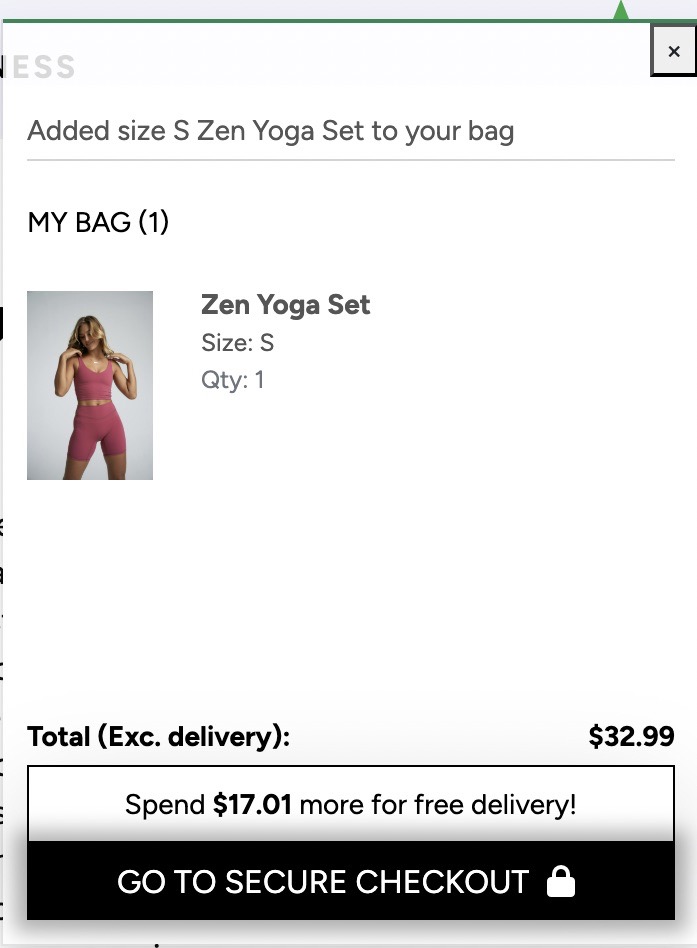 ESS
×
Added size S Zen Yoga Set to your bag
MY BAG (1)
Zen Yoga Set
Size: S
Qty: 1
Total (Exc. delivery): $32.99
Spend $17.01 more for free delivery!
GO TO SECURE CHECKOUT